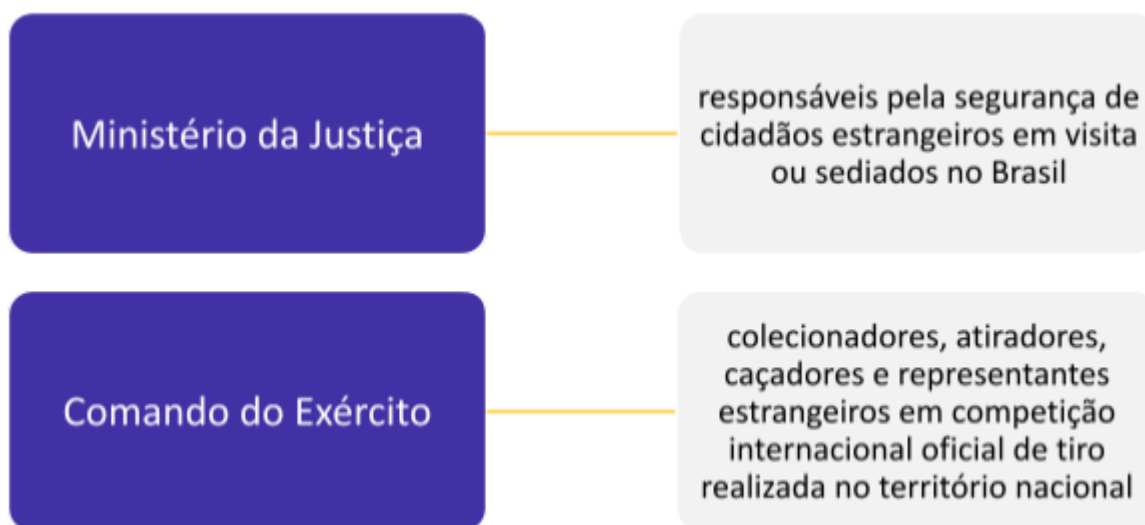 Ministério da Justiça
responsáveis pela segurança de
cidadãos estrangeiros em visita
ou sediados no Brasil
Comando do Exército
colecionadores, atiradores,
caçadores e representantes
estrangeiros em competição
internacional oficial de tiro
realizada no território nacional